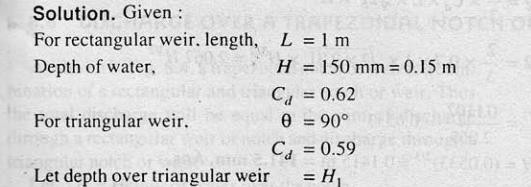 Solution. Given :
For rectangular weir, length, L = 1 m
Depth of water, H = 150 mm = 0.15 m
C_d = 0.62
For triangular weir, θ = 90°
C_d = 0.59
Let depth over triangular weir = H_1